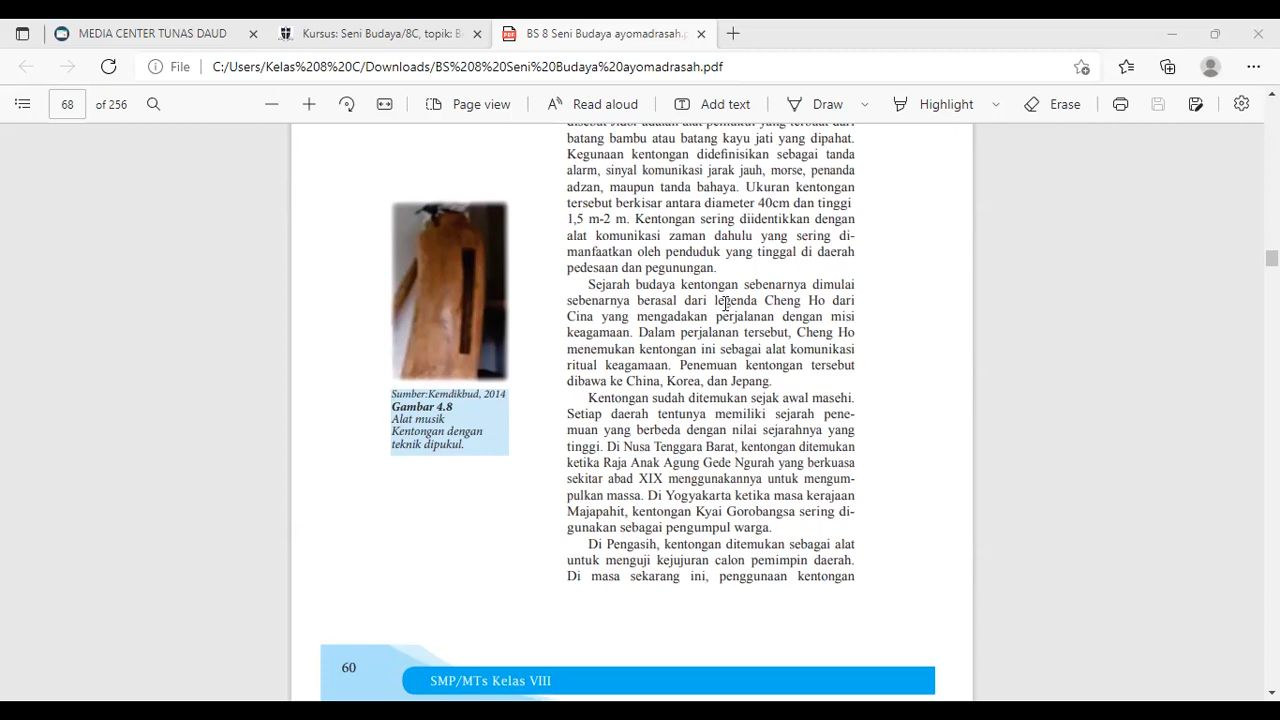 MEDIA CENTER TUNAS DAUD
Kursus: Seni Budaya/8C, topik: B
BS 8 Seni Budaya ayomadrasah.p
File
C:/Users/Kelas%208%20C/Downloads/BS%208%20Seni%20Budaya%20ayomadrasah.pdf
68 of 256
Page view
Read aloud
Add text
Draw
Highlight
Erase
batang bambu atau batang kayu jati yang dipahat.
Kegunaan kentongan didefinisikan sebagai tanda
alarm, sinyal komunikasi jarak jauh, morse, penanda
adzan, maupun tanda bahaya. Ukuran kentongan
tersebut berkisar antara diameter 40cm dan tinggi
1,5 m-2 m. Kentongan sering diidentikkan dengan
alat komunikasi zaman dahulu yang sering di-
manfaatkan oleh penduduk yang tinggal di daerah
pedesaan dan pegunungan.
Sejarah budaya kentongan sebenarnya dimulai
sebenarnya berasal dari legenda Cheng Ho dari
Cina yang mengadakan perjalanan dengan misi
keagamaan. Dalam perjalanan tersebut, Cheng Ho
menemukan kentongan ini sebagai alat komunikasi
ritual keagamaan. Penemuan kentongan tersebut
dibawa ke China, Korea, dan Jepang.
Kentongan sudah ditemukan sejak awal masehi.
Setiap daerah tentunya memiliki sejarah pene-
muan yang berbeda dengan nilai sejarahnya yang
tinggi. Di Nusa Tenggara Barat, kentongan ditemukan
ketika Raja Anak Agung Gede Ngurah yang berkuasa
sekitar abad XIX menggunakannya untuk mengum-
pulkan massa. Di Yogyakarta ketika masa kerajaan
Majapahit, kentongan Kyai Gorobangsa sering di-
gunakan sebagai pengumpul warga.
Di Pengasih, kentongan ditemukan sebagai alat
untuk menguji kejujuran calon pemimpin daerah.
Di masa sekarang ini, penggunaan kentongan
Sumber:Kemdikbud, 2014
Gambar 4.8
Alat musik
Kentongan dengan
teknik dipukul.
60
SMP/MTs Kelas VIII